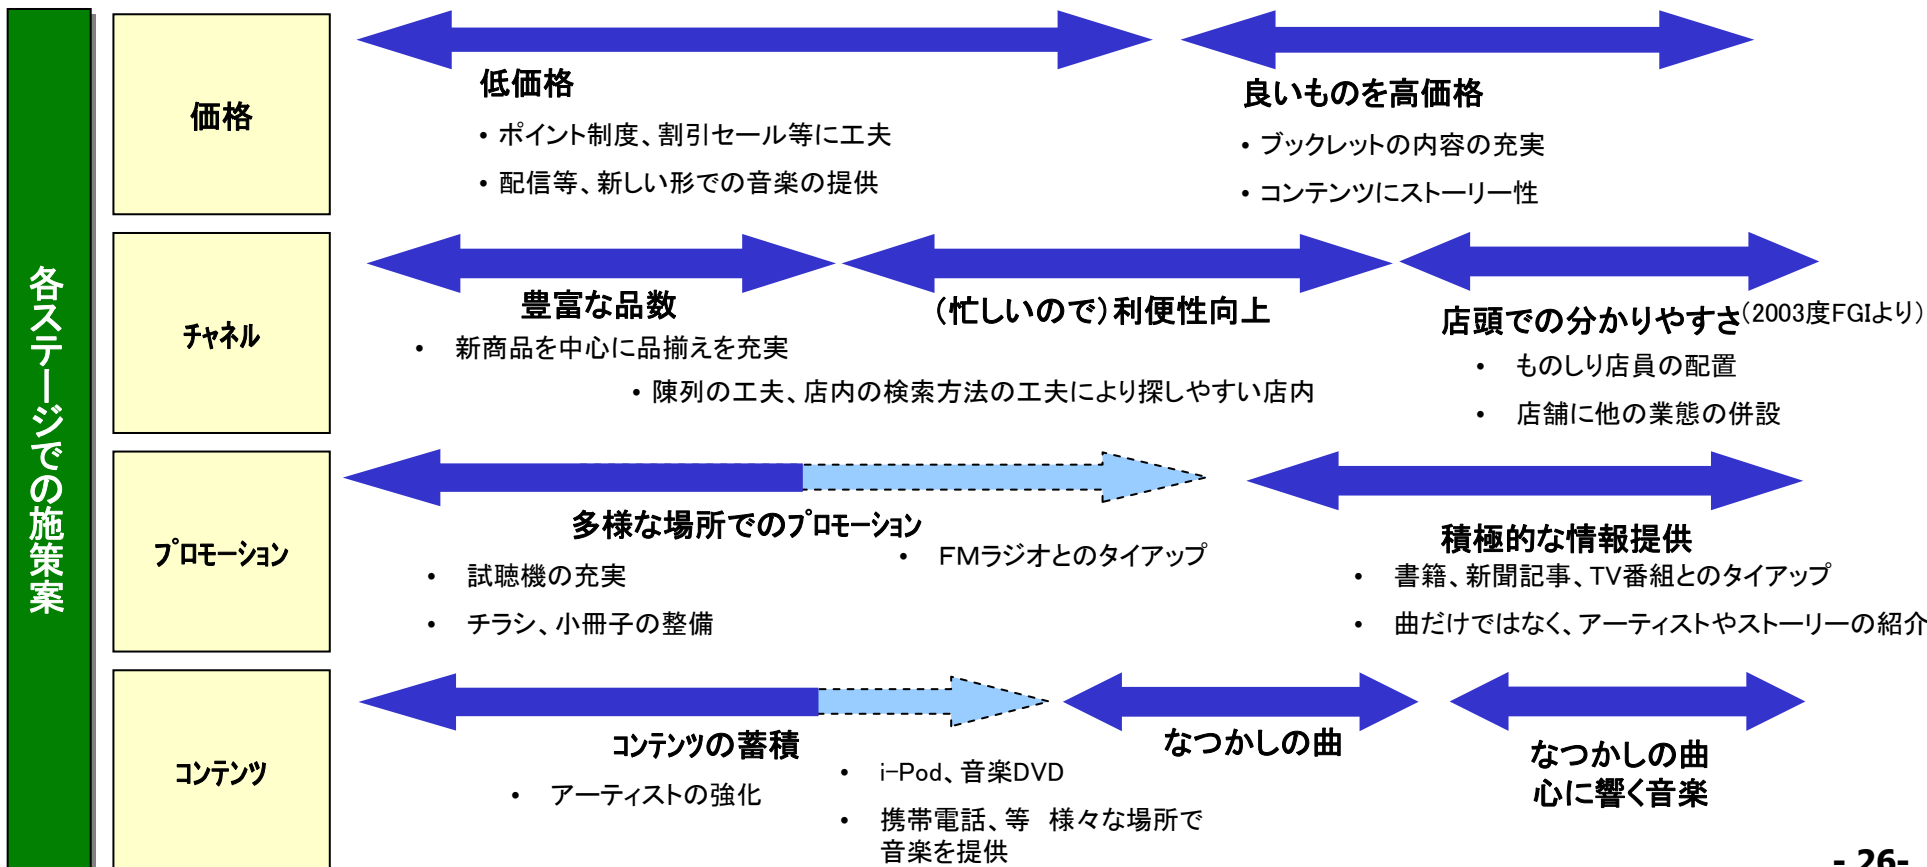 各ステージでの施策案
価格
低価格
• ポイント制度、割引セール等に工夫
• 配信等、新しい形での音楽の提供
良いものを高価格
• ブックレットの内容の充実
• コンテンツにストーリー性
チャネル
豊富な品数
• 新商品を中心に品揃えを充実
(忙しいので)利便性向上
• 陳列の工夫、店内の検索方法の工夫により探しやすい店内
店頭での分かりやすさ(2003度FGIより)
• ものしり店員の配置
• 店舗に他の業態の併設
プロモーション
多様な場所でのプロモーション
• 試聴機の充実
• チラシ、小冊子の整備
• FMラジオとのタイアップ
積極的な情報提供
• 書籍、新聞記事、TV番組とのタイアップ
• 曲だけではなく、アーティストやストーリーの紹介
コンテンツ
コンテンツの蓄積
• アーティストの強化
• i-Pod、音楽DVD
• 携帯電話、等 様々な場所で
音楽を提供
なつかしの曲
なつかしの曲
心に響く音楽
- 26-